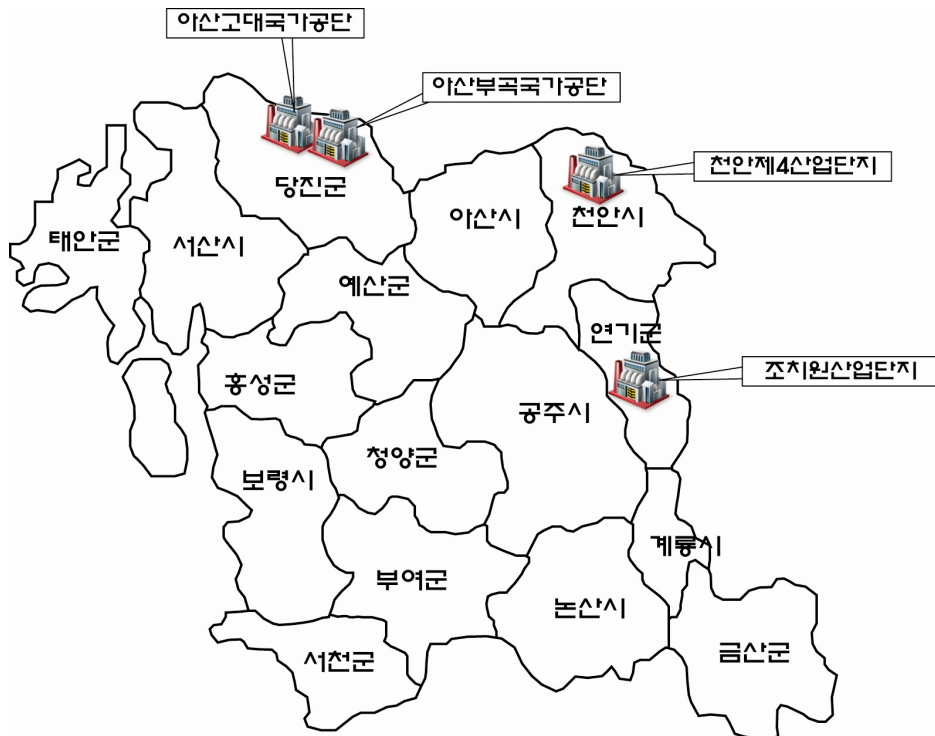 아산고대국가공단
아산부곡국가공단
천안제4산업단지
당진군
아산시
천안시
태안군
서산시
예산군
연기군
조치원산업단지
홍성군
공주시
청양군
보령시
계룡시
부여군
논산시
서천군
금산군